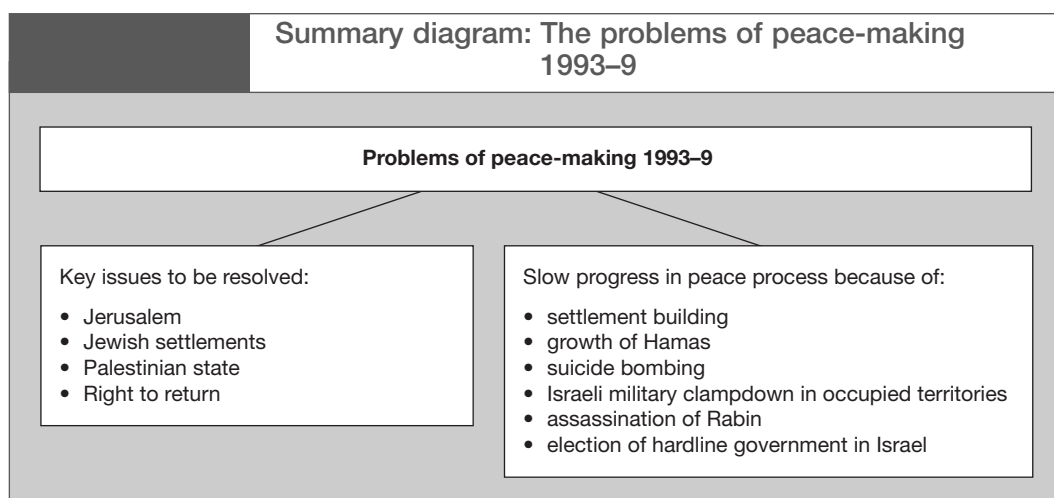 Summary diagram: The problems of peace-making
1993–9
Problems of peace-making 1993–9
Key issues to be resolved:
• Jerusalem
• Jewish settlements
• Palestinian state
• Right to return
Slow progress in peace process because of:
• settlement building
• growth of Hamas
• suicide bombing
• Israeli military clampdown in occupied territories
• assassination of Rabin
• election of hardline government in Israel